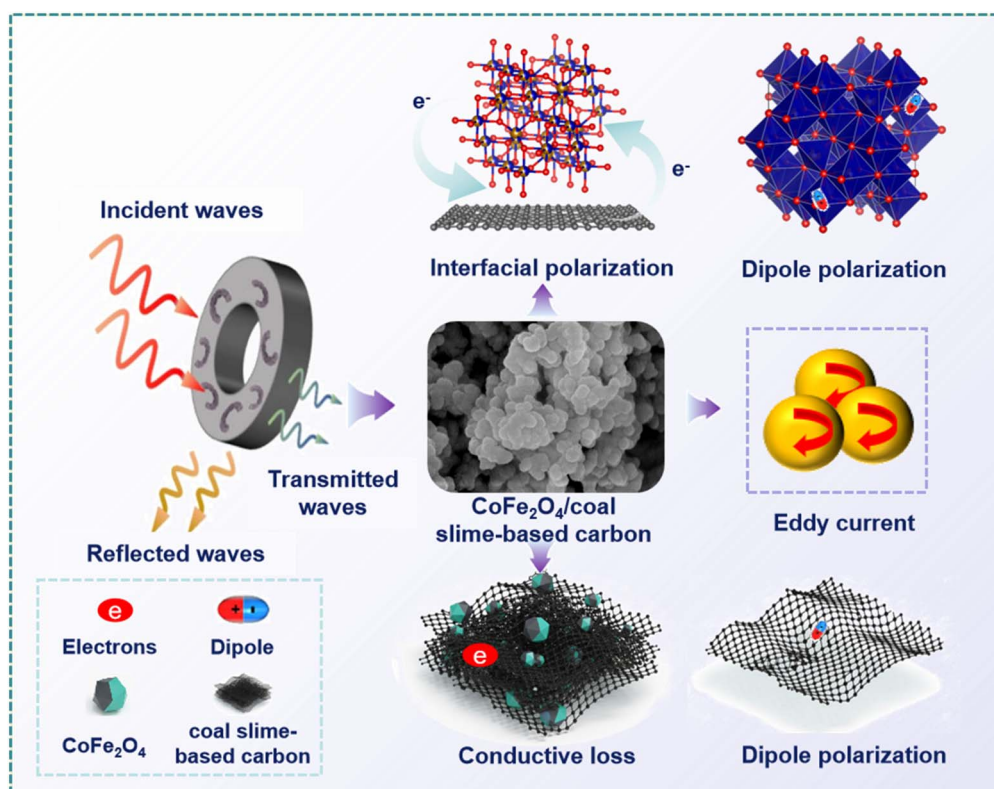 e⁻
e⁻
Incident waves
Interfacial polarization
Dipole polarization
Transmitted
waves
CoFe₂O₄/coal
slime-based carbon
Eddy current
Reflected waves
e
+ -
Electrons
Dipole
e
CoFe₂O₄
coal slime-
based carbon
Conductive loss
Dipole polarization